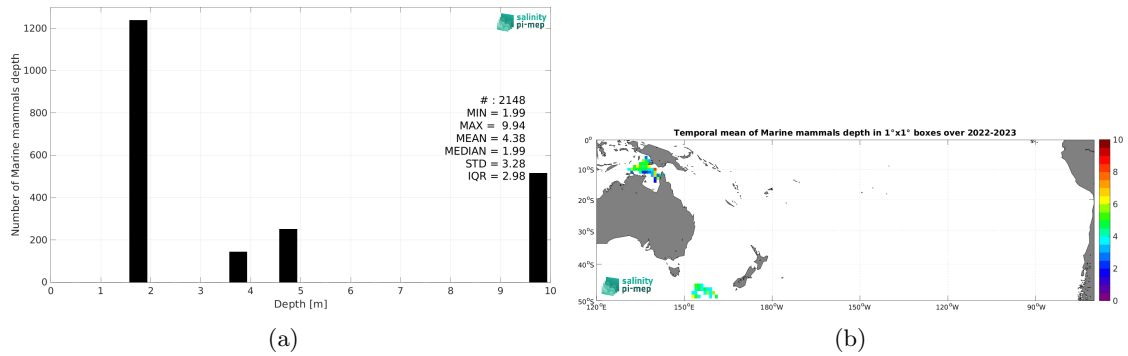 1200
1000
800
600
400
200
0
Number of Marine mammals depth
salinity
pi-mep
# : 2148
MIN = 1.99
MAX = 9.94
MEAN = 4.38
MEDIAN = 1.99
STD = 3.28
IQR = 2.98
0 1 2 3 4 5 6 7 8 9 10
Depth [m]
(a)
Temporal mean of Marine mammals depth in 1°x1° boxes over 2022-2023
0°
10°S
20°S
30°S
40°S
50°S
salinity
pi-mep
120°E 150°E 180°W 150°W 120°W 90°W
10
8
6
4
2
0
(b)